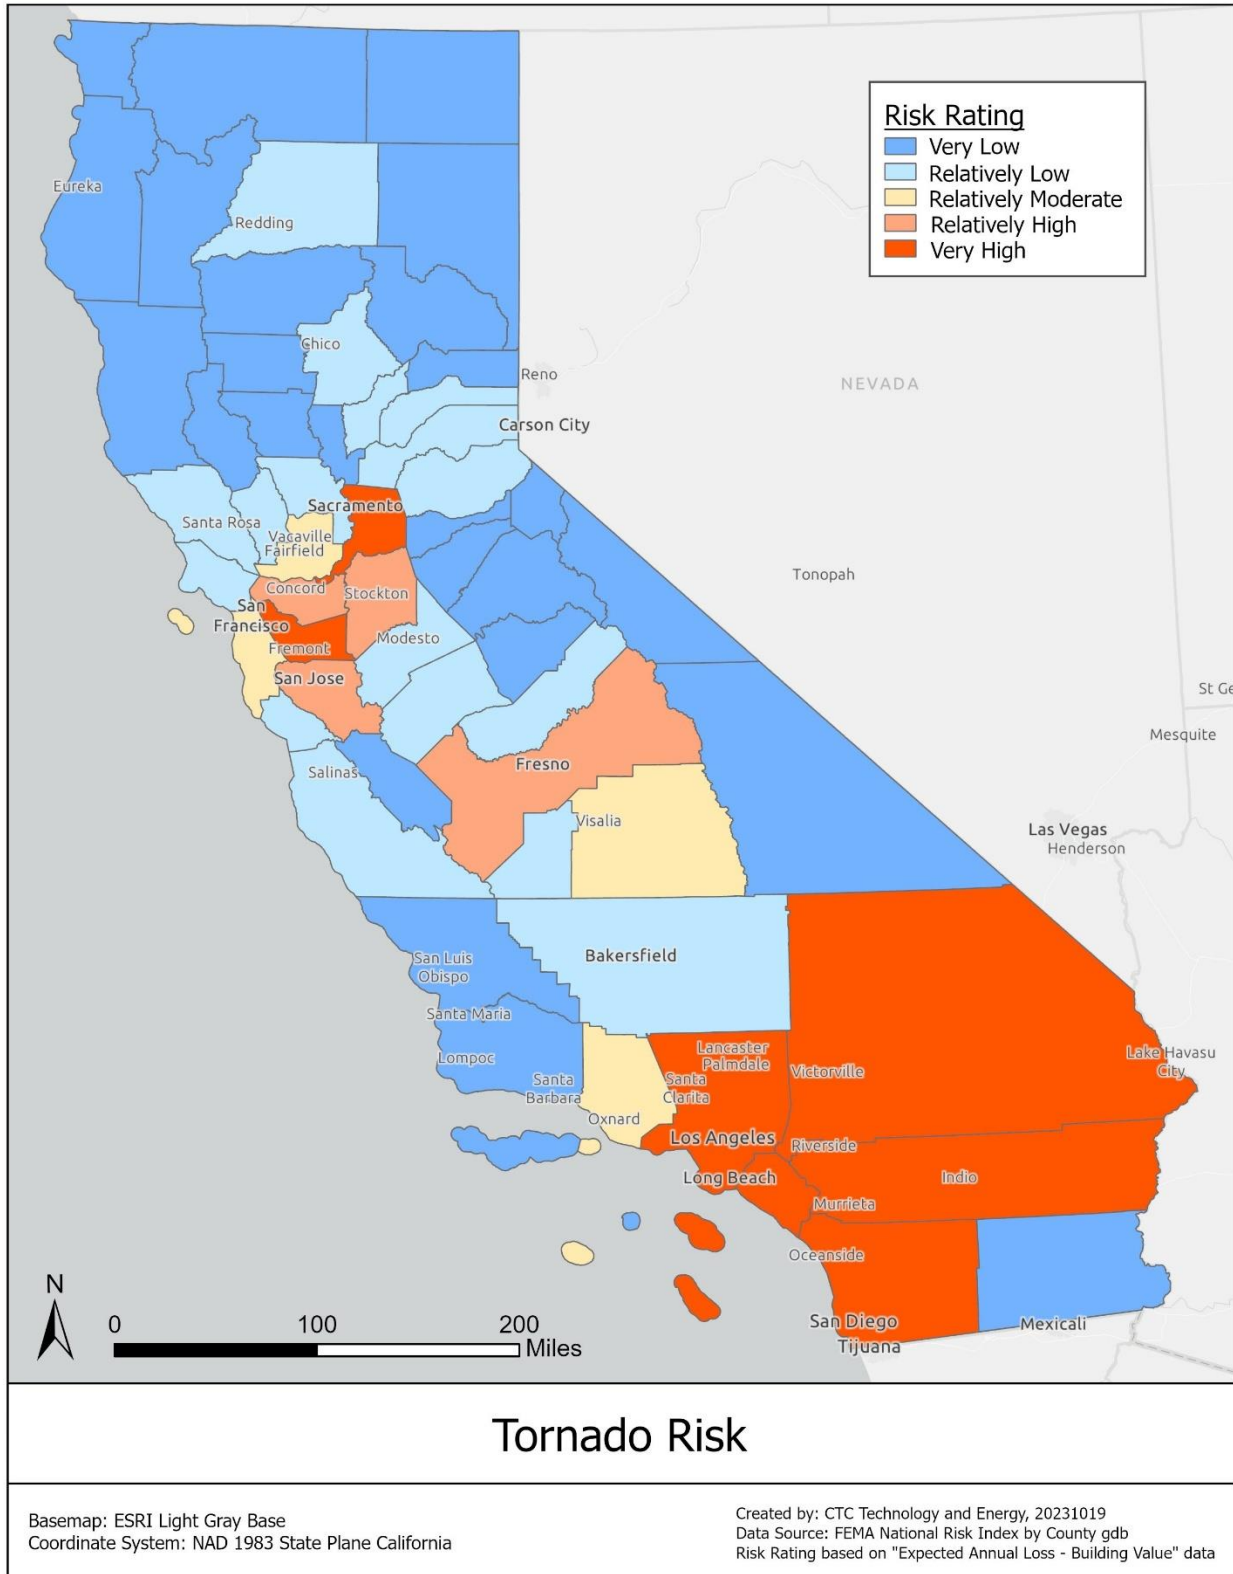 Risk Rating
Very Low
Relatively Low
Relatively Moderate
Relatively High
Very High
Eureka
Redding
Chico
Reno
NEVADA
Carson City
Sacramento
Santa Rosa
Vacaville
Fairfield
Tonopah
Concord
Stockton
San
Francisco
Modesto
Fremont
San Jose
St Ge
Mesquite
Salinas
Fresno
Visalia
Las Vegas
Henderson
San Luis
Obispo
Bakersfield
Santa Maria
Lompoc
Lancaster
Palmdale
Victorville
Lake Havasu
City
Santa
Barbara
Santa
Clarita
Oxnard
Los Angeles
Riverside
Long Beach
Indio
Murrieta
Oceanside
N
San Diego
Tijuana
Mexicali
0 100 200
Miles
Tornado Risk
Basemap: ESRI Light Gray Base
Coordinate System: NAD 1983 State Plane California
Created by: CTC Technology and Energy, 20231019
Data Source: FEMA National Risk Index by County gdb
Risk Rating based on "Expected Annual Loss - Building Value" data